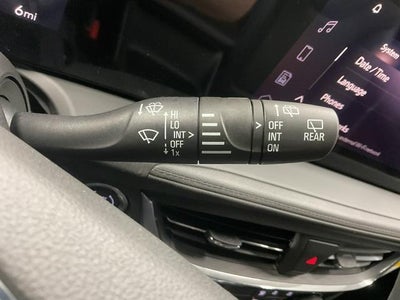 6mi
System
Date/Time
Language
Phones
HI
LO
INT >
OFF
1x
>
OFF
INT
ON
REAR